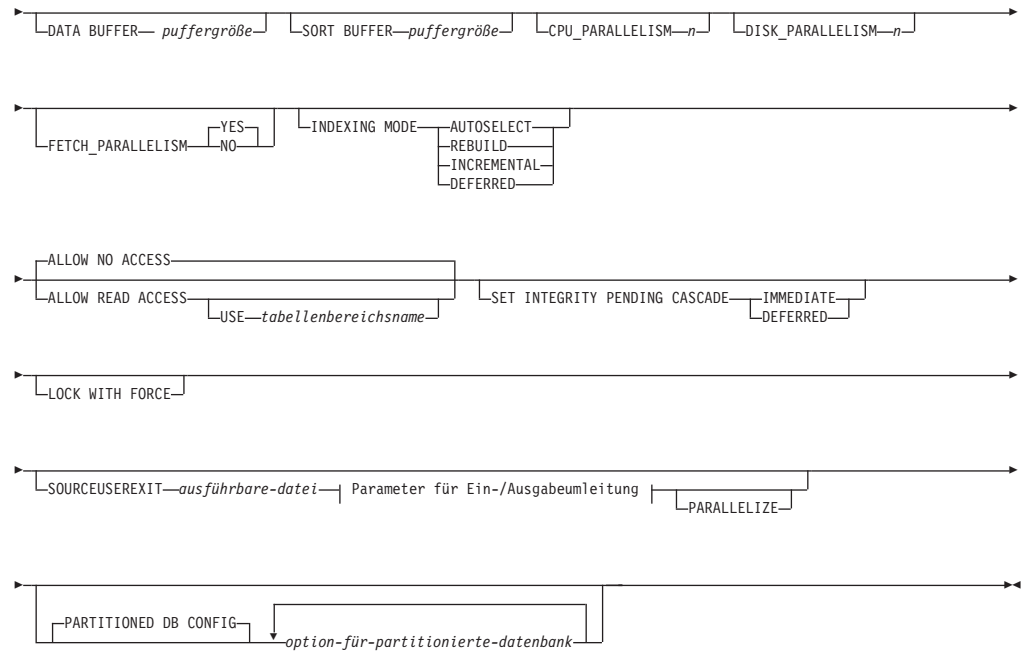 DATA BUFFER puffergröße SORT BUFFER puffergröße CPU_PARALLELISM n DISK_PARALLELISM n
YES
FETCH_PARALLELISM NO
INDEXING MODE AUTOSELECT
REBUILD
INCREMENTAL
DEFERRED
ALLOW NO ACCESS
ALLOW READ ACCESS
USE tabellenbereichsname
SET INTEGRITY PENDING CASCADE IMMEDIATE
DEFERRED
LOCK WITH FORCE
SOURCEUSEREXIT ausführbare-datei Parameter für Ein-/Ausgabeumleitung
PARALLELIZE
PARTITIONED DB CONFIG
option-für-partitionierte-datenbank